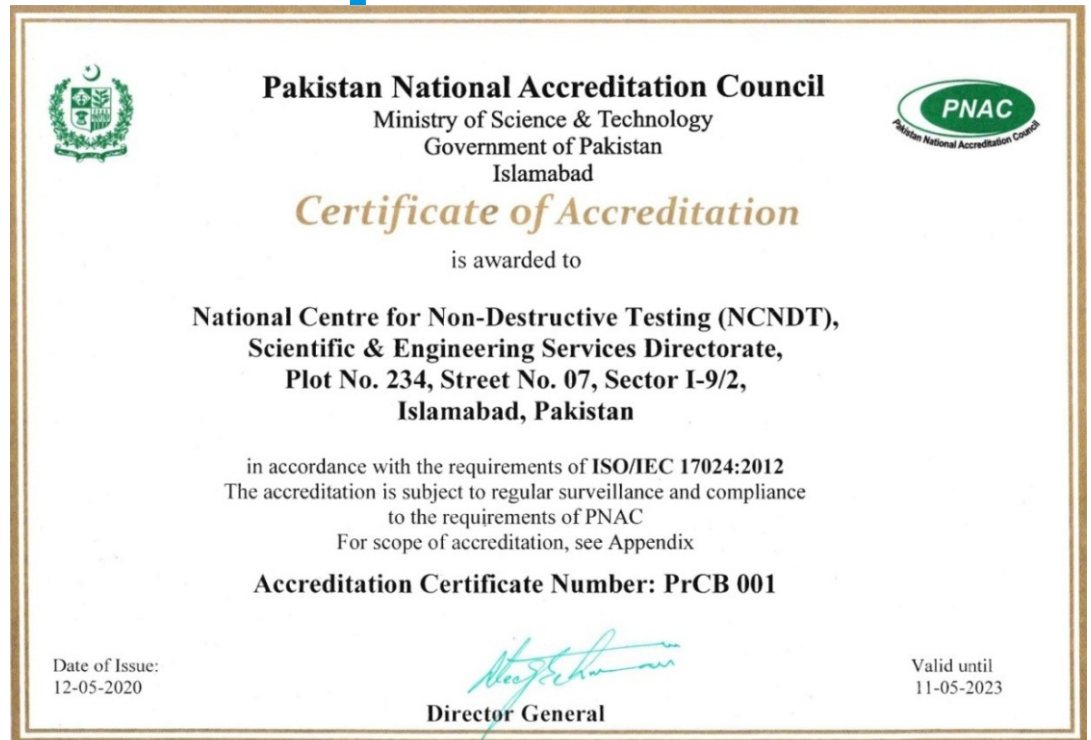 Pakistan National Accreditation Council
Ministry of Science & Technology
Government of Pakistan
Islamabad
PNAC
Pakistan National Accreditation Council
Certificate of Accreditation
is awarded to
National Centre for Non-Destructive Testing (NCNDT),
Scientific & Engineering Services Directorate,
Plot No. 234, Street No. 07, Sector I-9/2,
Islamabad, Pakistan
in accordance with the requirements of ISO/IEC 17024:2012
The accreditation is subject to regular surveillance and compliance
to the requirements of PNAC
For scope of accreditation, see Appendix
Accreditation Certificate Number: PrCB 001
Date of Issue:
12-05-2020
Director General
Valid until
11-05-2023